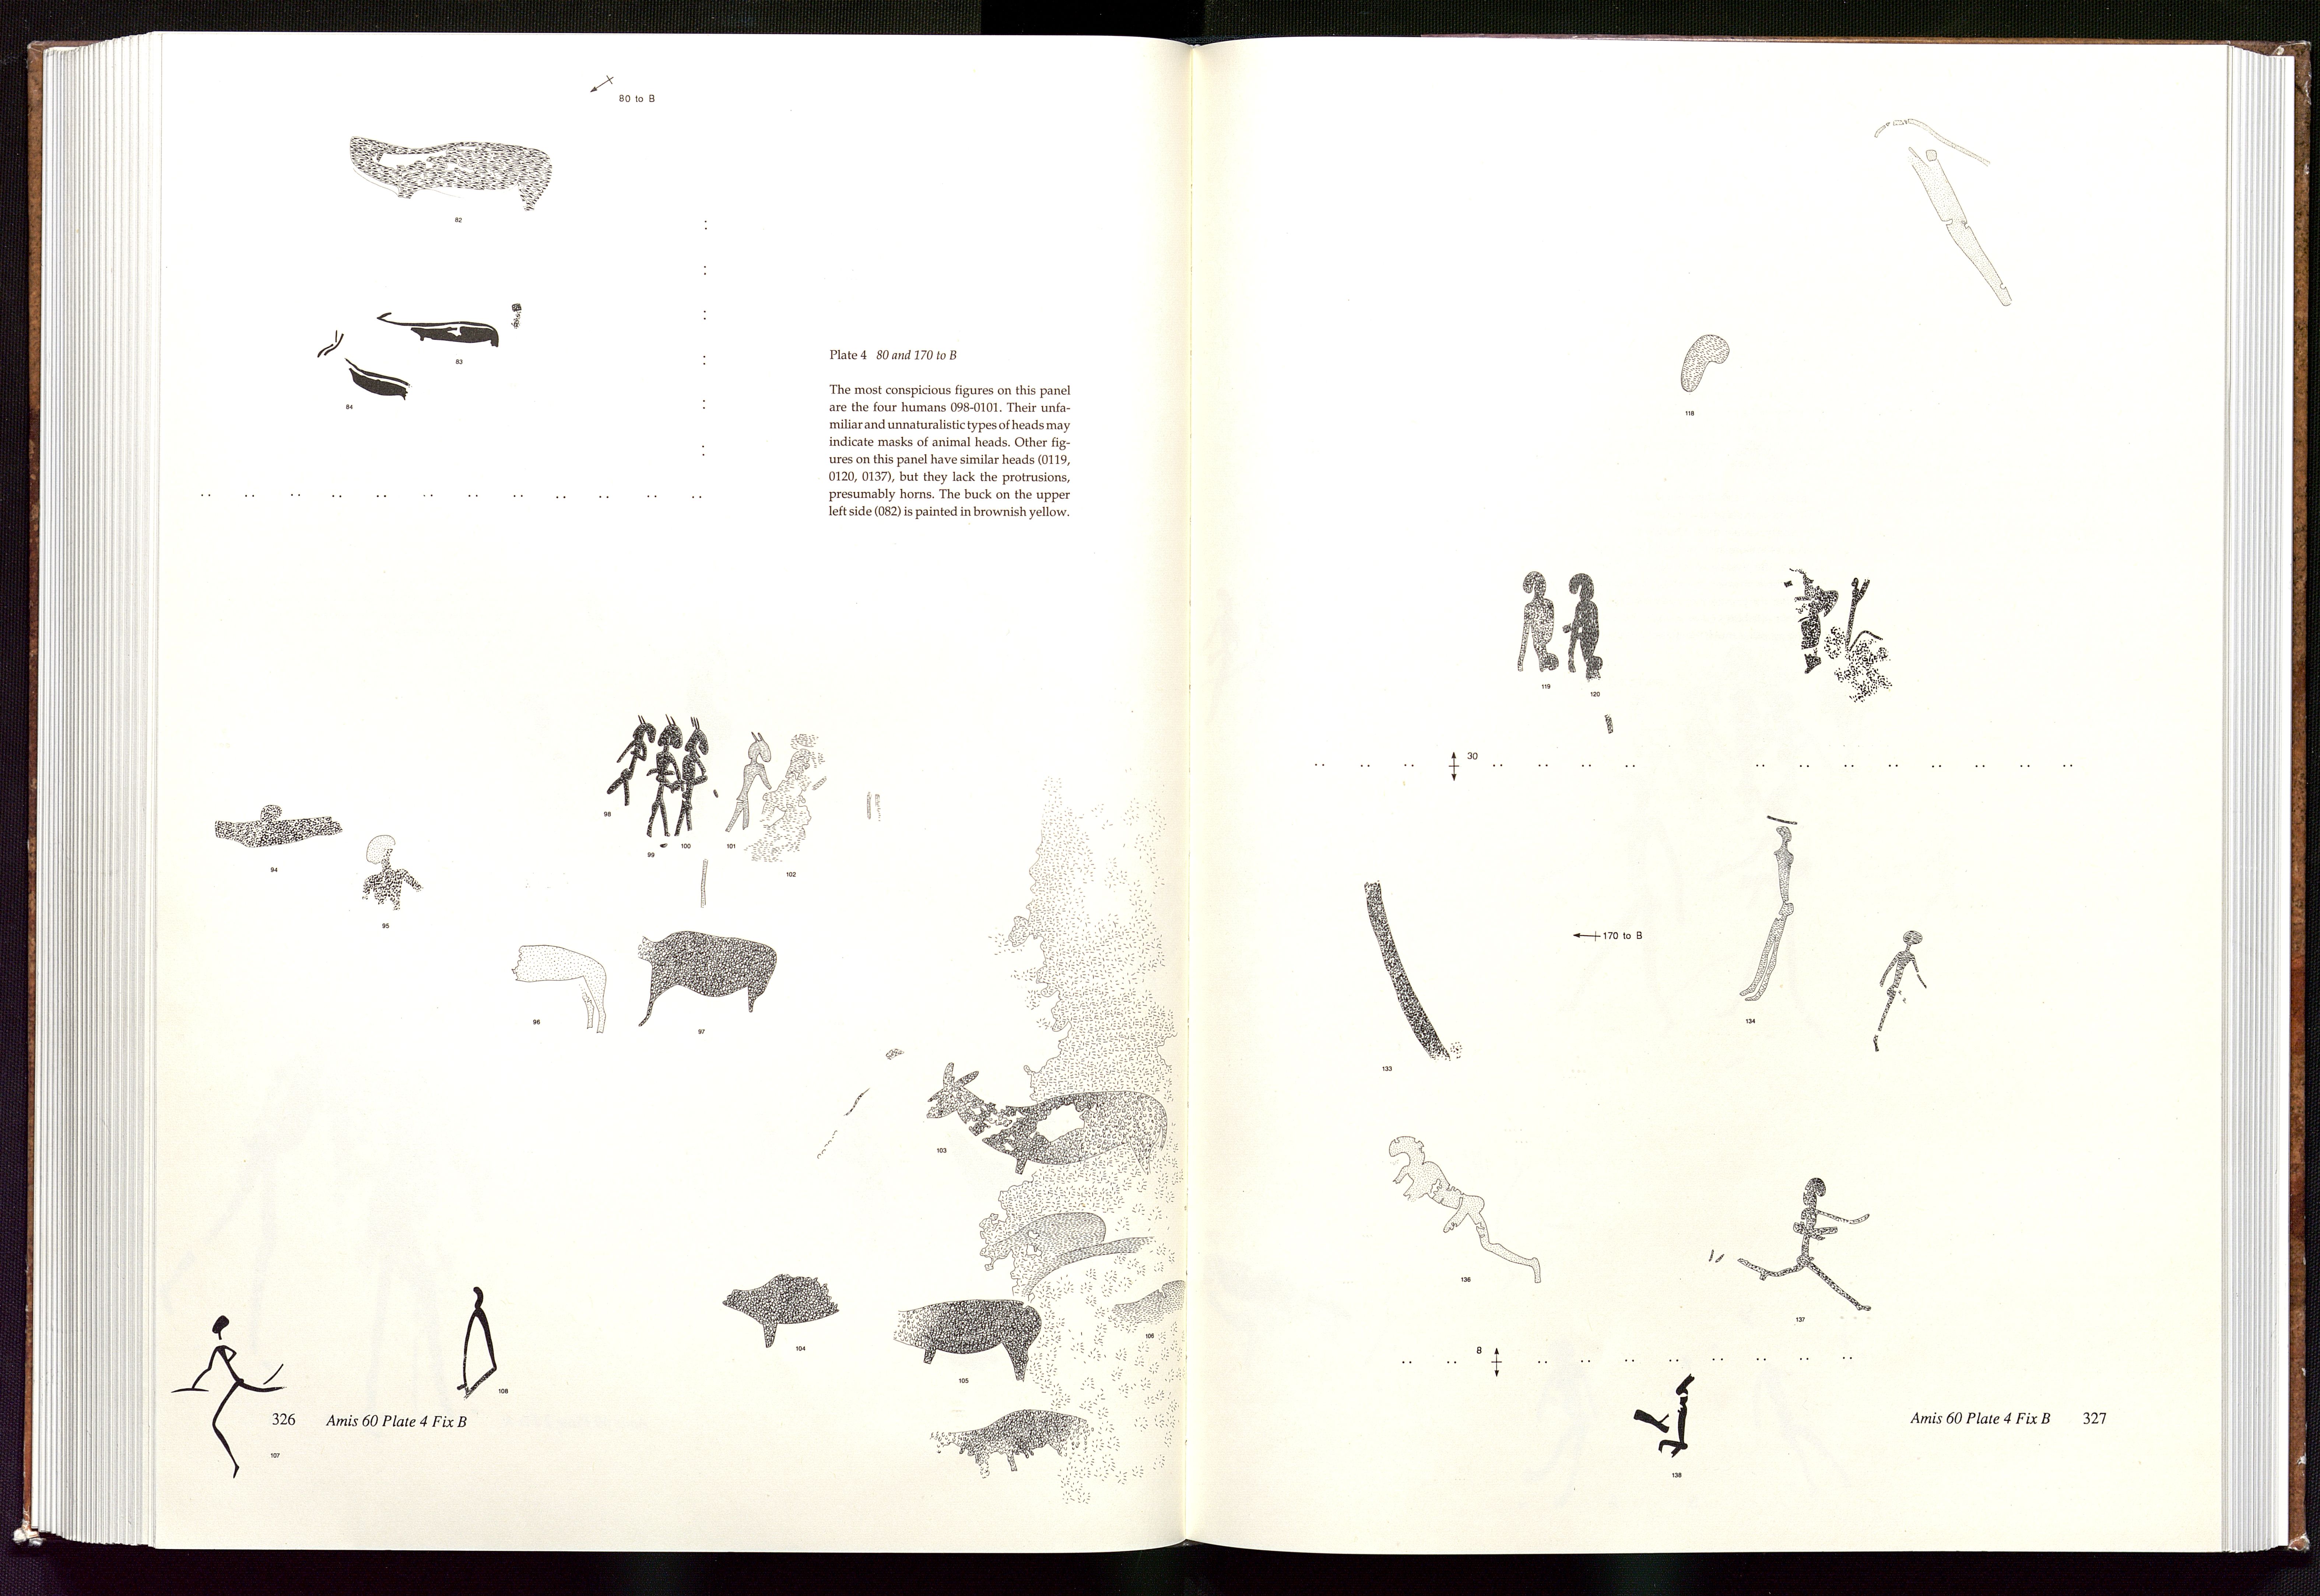 80 to B
82
83
84
Plate 4 80 and 170 to B
The most conspicious figures on this panel
are the four humans 098-0101. Their unfa-
miliar and unnaturalistic types of heads may
indicate masks of animal heads. Other fig-
ures on this panel have similar heads (0119,
0120, 0137), but they lack the protrusions,
presumably horns. The buck on the upper
left side (082) is painted in brownish yellow.
98
99
100
101
102
94
95
96
97
103
104
105
106
108
107
326 Amis 60 Plate 4 Fix B
118
119
120
30
170 to B
133
134
136
137
8
138
Amis 60 Plate 4 Fix B 327